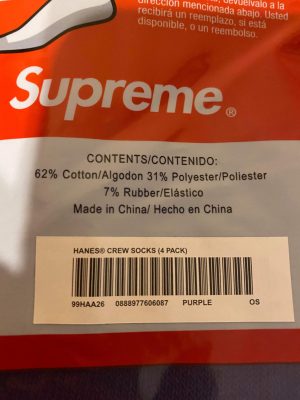 devuélvalo a la
dirección mencionada abajo. Usted
recibirá un reemplazo, si está
disponible, o un reembolso.
Supreme®
CONTENTS/CONTENIDO:
62% Cotton/Algodon 31% Polyester/Poliester
7% Rubber/Elástico
Made in China/ Hecho en China
HANES® CREW SOCKS (4 PACK)
99HAA26 0888977606087 PURPLE OS